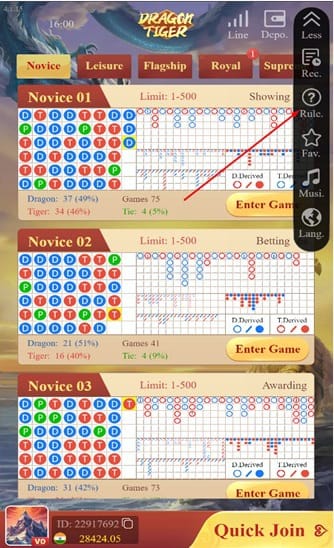 4.1.15
16:00
DRAGON
TIGER
Line
Depo.
Less
Rec.
Rule.
Fav.
Musi.
Lang.
Novice
Leisure
Flagship
Royal
Supre
Novice 01
Limit: 1-500
Showing
Dragon: 37 (49%)
Games 75
Tiger: 34 (46%)
Tie: 4 (5%)
D.Derived
T.Derived
Enter Game
Novice 02
Limit: 1-500
Betting
Dragon: 21 (51%)
Games 41
Tiger: 16 (40%)
Tie: 4 (9%)
D.Derived
T.Derived
Enter Game
Novice 03
Limit: 1-500
Awarding
Dragon: 31 (42%)
Games 73
D.Derived
T.Derived
Enter Game
V0
ID: 22917692
28424.05
Quick Join